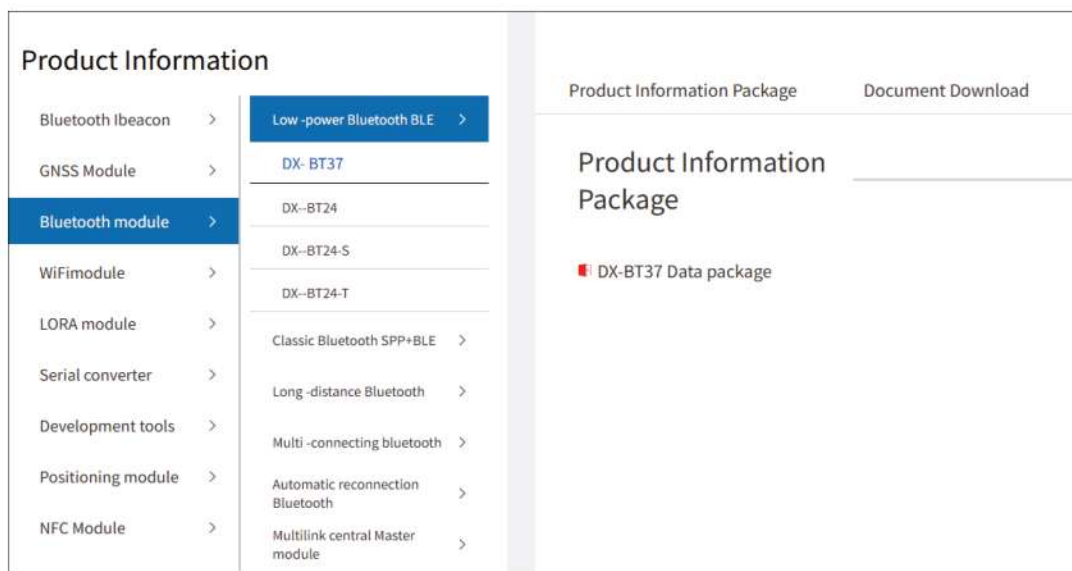 Product Information
Bluetooth Ibeacon
GNSS Module
Bluetooth module
WiFimodule
LORA module
Serial converter
Development tools
Positioning module
NFC Module
Low -power Bluetooth BLE
DX- BT37
DX--BT24
DX--BT24-S
DX--BT24-T
Classic Bluetooth SPP+BLE
Long -distance Bluetooth
Multi -connecting bluetooth
Automatic reconnection
Bluetooth
Multilink central Master
module
Product Information Package
Document Download
Product Information
Package
DX-BT37 Data package